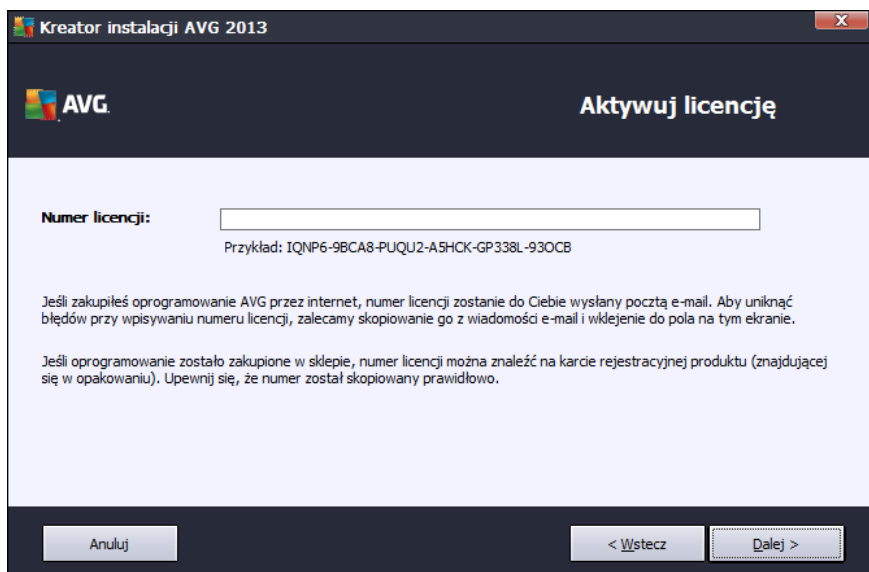 Kreator instalacji AVG 2013
AVG.
Aktywuj licencję
Numer licencji:
Przykład: IQNP6-9BCA8-PUQU2-A5HCK-GP338L-93OCB
Jeśli zakupiłeś oprogramowanie AVG przez internet, numer licencji zostanie do Ciebie wysłany pocztą e-mail. Aby uniknąć
błędów przy wpisywaniu numeru licencji, zalecamy skopiowanie go z wiadomości e-mail i wklejenie do pola na tym ekranie.
Jeśli oprogramowanie zostało zakupione w sklepie, numer licencji można znaleźć na karcie rejestracyjnej produktu (znajdującej
się w opakowaniu). Upewnij się, że numer został skopiowany prawidłowo.
Anuluj
< Wstecz
Dalej >